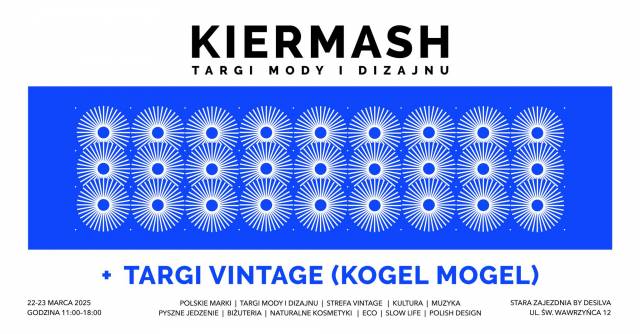 KIERMASH
TARGI MODY I DIZAJNU
+ TARGI VINTAGE (KOGEL MOGEL)
22-23 MARCA 2025
GODZINA 11:00-18:00
POLSKIE MARKI | TARGI MODY I DIZAJNU | STREFA VINTAGE | KULTURA | MUZYKA
PYSZNE JEDZENIE | BIŻUTERIA | NATURALNE KOSMETYKI | ECO | SLOW LIFE | POLISH DESIGN
STARA ZAJEZDNIA BY DESILVA
UL. ŚW. WAWRZYŃCA 12